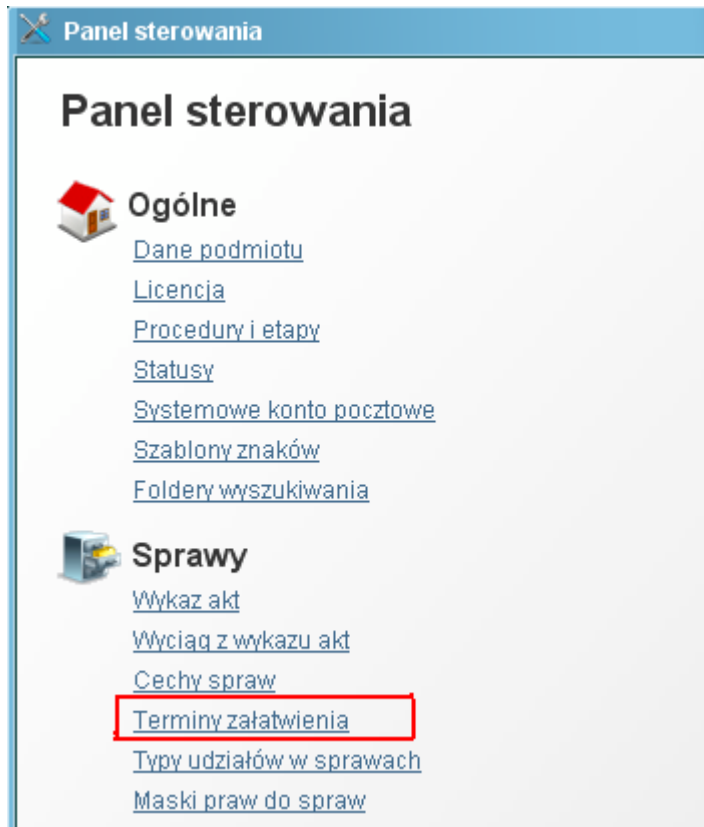 Panel sterowania
Panel sterowania
Ogólne
Dane podmiotu
Licencja
Procedury i etapy
Statusy
Systemowe konto pocztowe
Szablony znaków
Foldery wyszukiwania
Sprawy
Wykaz akt
Wyciąg z wykazu akt
Cechy spraw
Terminy załatwienia
Typy udziałów w sprawach
Maski praw do spraw